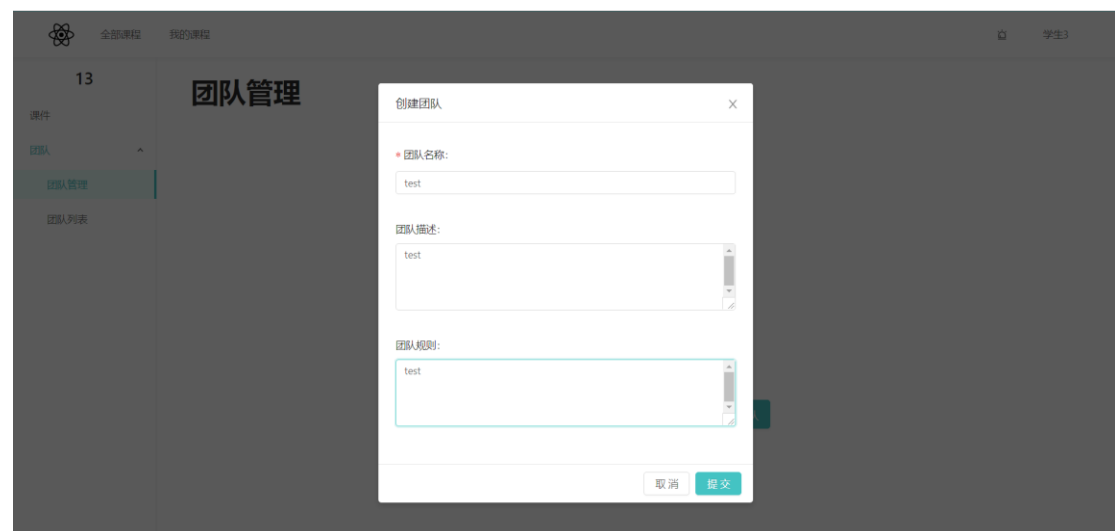 全部课程 我的课程 学生3
13
课件
团队
团队管理
团队列表
团队管理
创建团队
* 团队名称:
test
团队描述:
test
团队规则:
test
取消 提交